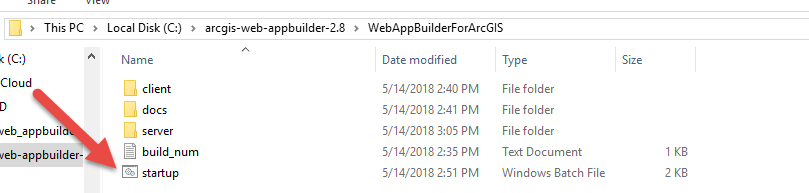 This PC > Local Disk (C:) > arcgis-web-appbuilder-2.8 > WebAppBuilderForArcGIS
Name Date modified Type Size
k (C:)
client 5/14/2018 2:40 PM File folder
Cloud
docs 5/14/2018 2:41 PM File folder
D
server 5/14/2018 3:05 PM File folder
web_appbuilde
build_num 5/14/2018 2:35 PM Text Document 1 KB
web-appbuilder-
startup 5/14/2018 2:51 PM Windows Batch File 2 KB